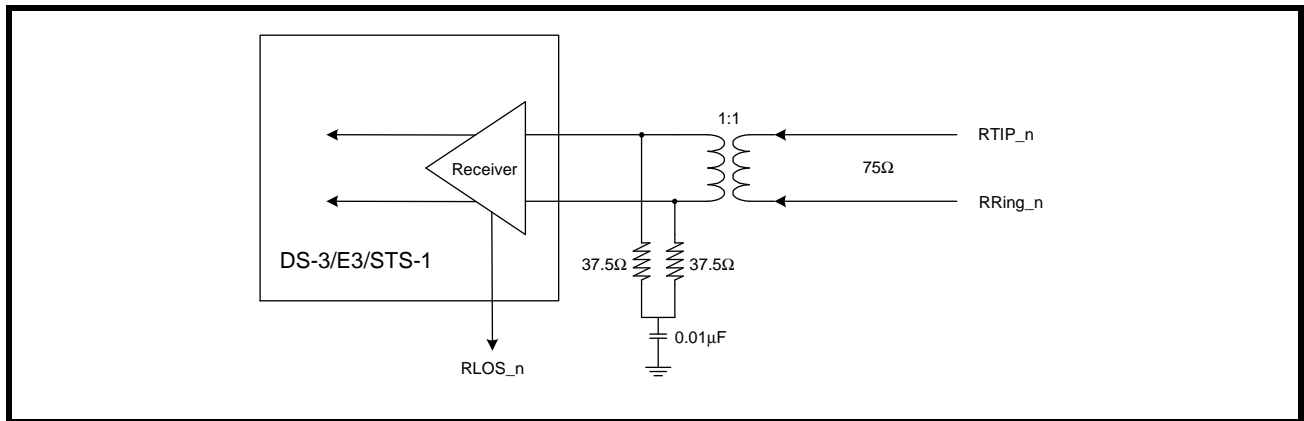 1:1
RTIP_n
Receiver
75Ω
RRing_n
DS-3/E3/STS-1
37.5Ω
37.5Ω
0.01μF
RLOS_n